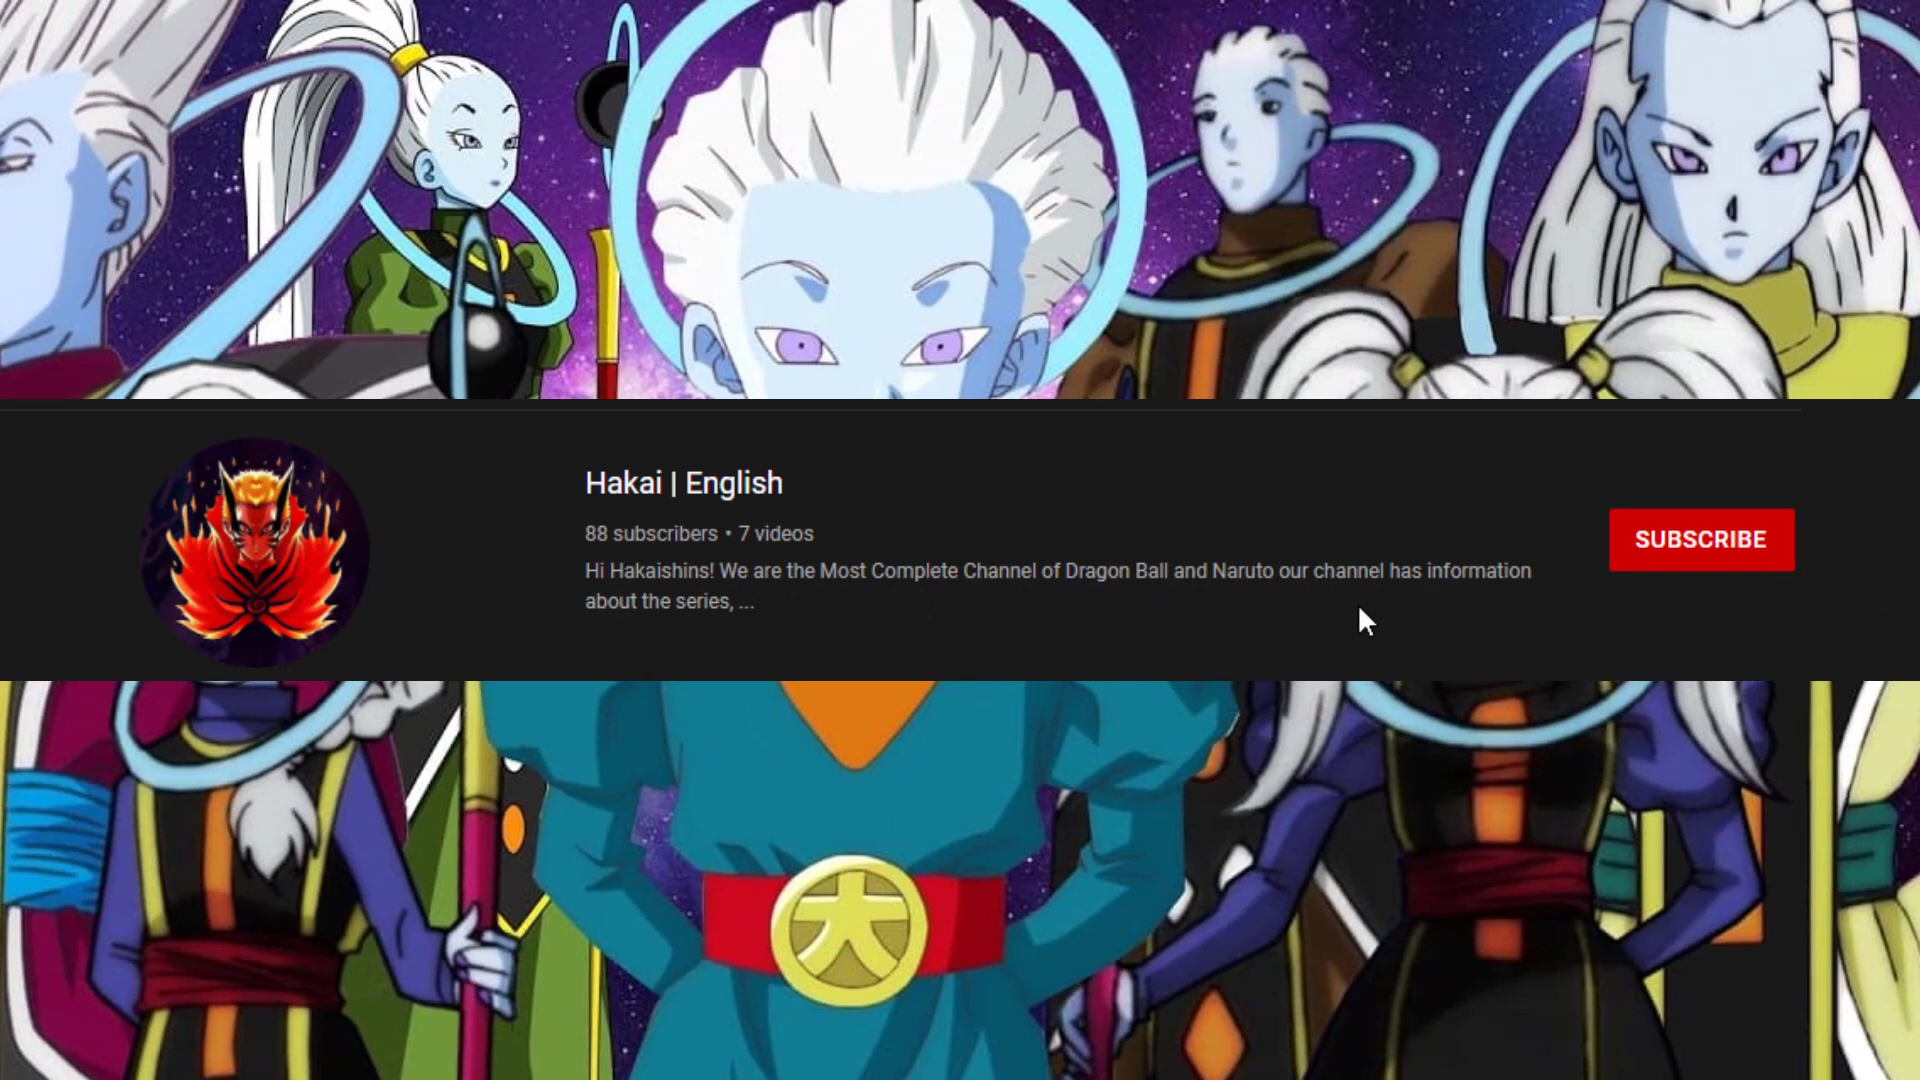 Hakai | English
88 subscribers • 7 videos
Hi Hakaishins! We are the Most Complete Channel of Dragon Ball and Naruto our channel has information
about the series, ...
SUBSCRIBE
大